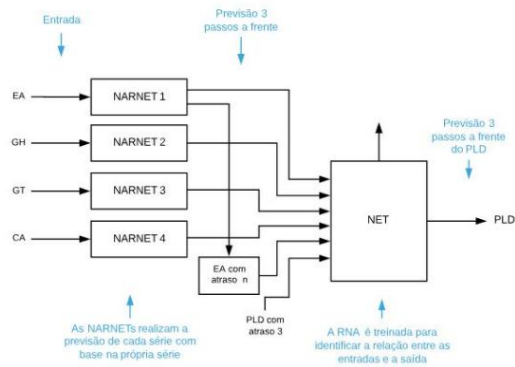 Entrada
Previsão 3
passos a frente
EA
NARNET 1
GH
NARNET 2
GT
NARNET 3
CA
NARNET 4
EA com
atraso n
PLD com
atraso 3
NET
Previsão 3
passos a frente
do PLD
PLD
As NARNETs realizam a
previsão de cada série com
base na própria série
A RNA é treinada para
identificar a relação entre as
entradas e a saída